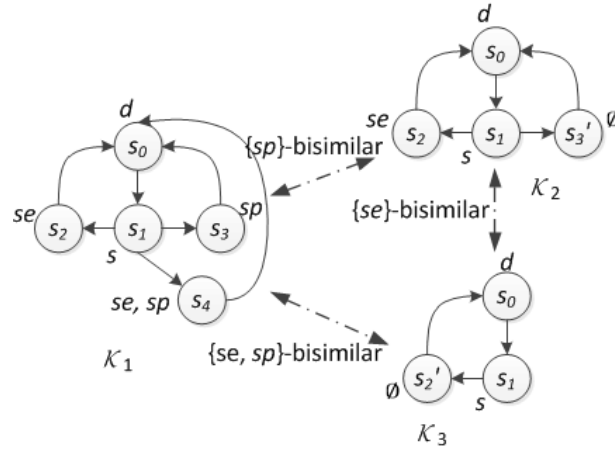 d
s₀
se
s₂
s₁
s₃'
∅
s
K₂
{sp}-bisimilar
{se}-bisimilar
d
s₀
se
s₂
s₁
s₃
sp
s
se, sp
s₄
K₁
{se, sp}-bisimilar
d
s₀
s₂'
s₁
∅
s
K₃